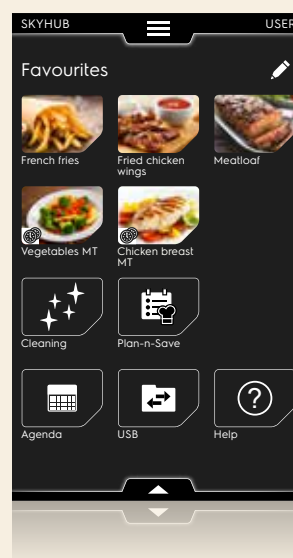 SKYHUB USER
Favourites
French fries Fried chicken Meatloaf
wings
Vegetables MT Chicken breast
MT
Cleaning Plan-n-Save
Agenda USB Help